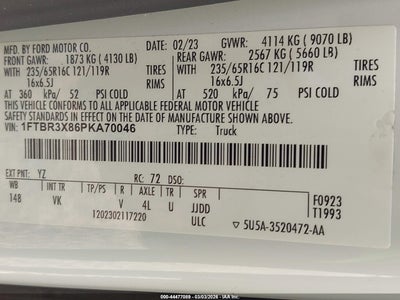 MFD. BY FORD MOTOR CO. 02/23 GVWR: 4114 KG ( 9070 LB)
FRONT GAWR: 1873 KG ( 4130 LB) REAR GAWR: 2567 KG ( 5660 LB)
235/65R16C 121/119R TIRES 235/65R16C 121/119R TIRES
16x6.5J RIMS 16x6.5J RIMS
AT 360 kPa/ 52 PSI COLD AT 520 kPa/ 75 PSI COLD
THIS VEHICLE CONFORMS TO ALL APPLICABLE FEDERAL MOTOR VEHICLE
SAFETY STANDARDS IN EFFECT ON THE DATE OF MANUFACTURE SHOWN ABOVE.
VIN: 1FTBR3X86PKA70046 TYPE: Truck
EXT PNT: YZ RC: 72 DSO:
WB INT TR TP/PS R AXLE TR SPR
148 VK V 4L U JJDD
1202302117220 ULC
F0923
T1993
5U5A-3520472-AA
000-44477089 - 03/03/2026 - IAA Inc.